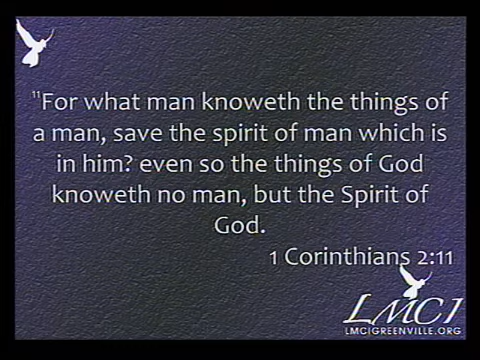 ¹¹For what man knoweth the things of
a man, save the spirit of man which is
in him? even so the things of God
knoweth no man, but the Spirit of
God.
1 Corinthians 2:11
LMCI
LMCIGREENVILLE.ORG